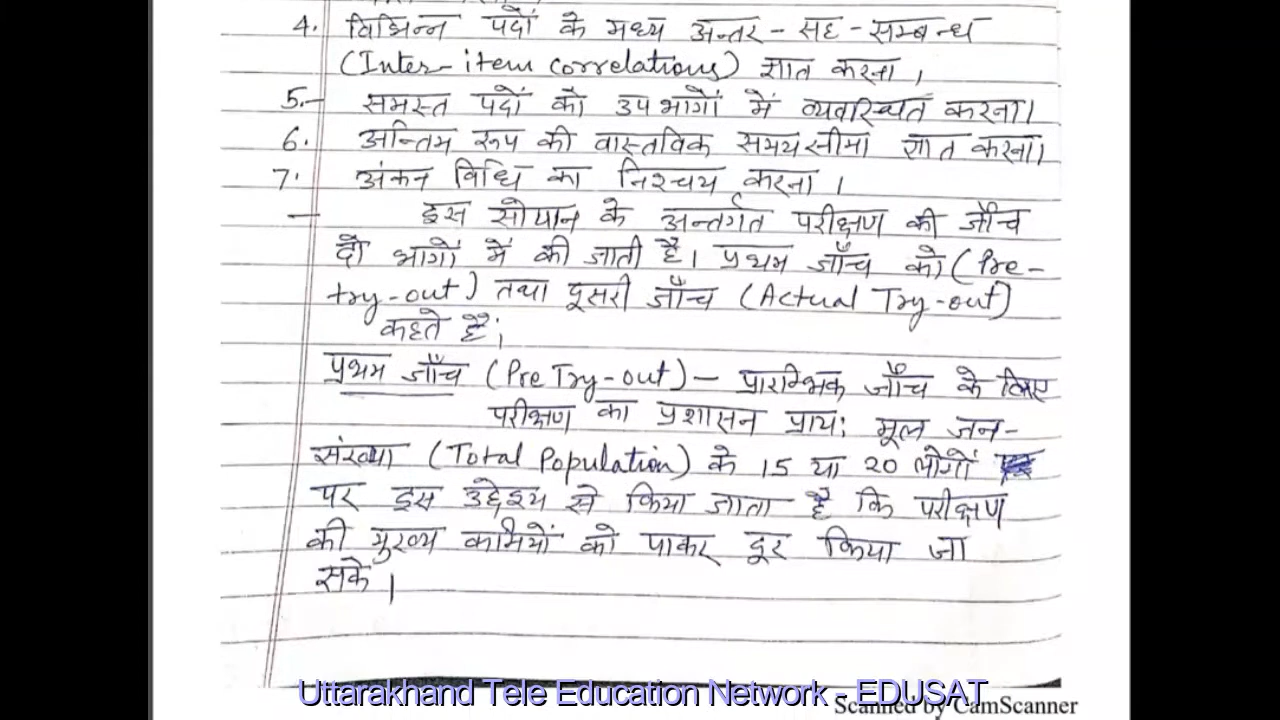 4. विभिन्न पदों के मध्य अन्तर - सह - सम्बन्ध
(Inter-item correlations) ज्ञात करना।
5.- समस्त पदों को उपभागों में व्यवस्थित करना।
6. अन्तिम रूप की वास्तविक समयसीमा ज्ञात करना।
7. अंकन विधि का निश्चय करना।
— इस सोपान के अन्तर्गत परीक्षण की जाँच
दो भागों में की जाती है। प्रथम जाँच को (Pre-
try-out) तथा दूसरी जाँच (Actual Try-out)
कहते हैं;
प्रथम जाँच (Pre Try-out) - प्रारम्भिक जाँच के लिए
परीक्षण का प्रशासन प्रायः मूल जन-
संख्या (Total Population) के 15 या 20 लोगों
पर इस उद्देश्य से किया जाता है कि परीक्षण
की मुख्य कमियों को पाकर दूर किया जा
सके।
Uttarakhand Tele Education Network - EDUSAT
Scanned by CamScanner